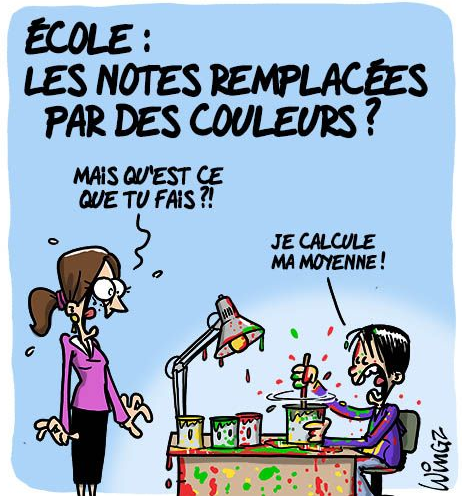 ÉCOLE :
LES NOTES REMPLACÉES
PAR DES COULEURS ?
MAIS QU'EST CE
QUE TU FAIS ?!
JE CALCULE
MA MOYENNE !
WINGZ